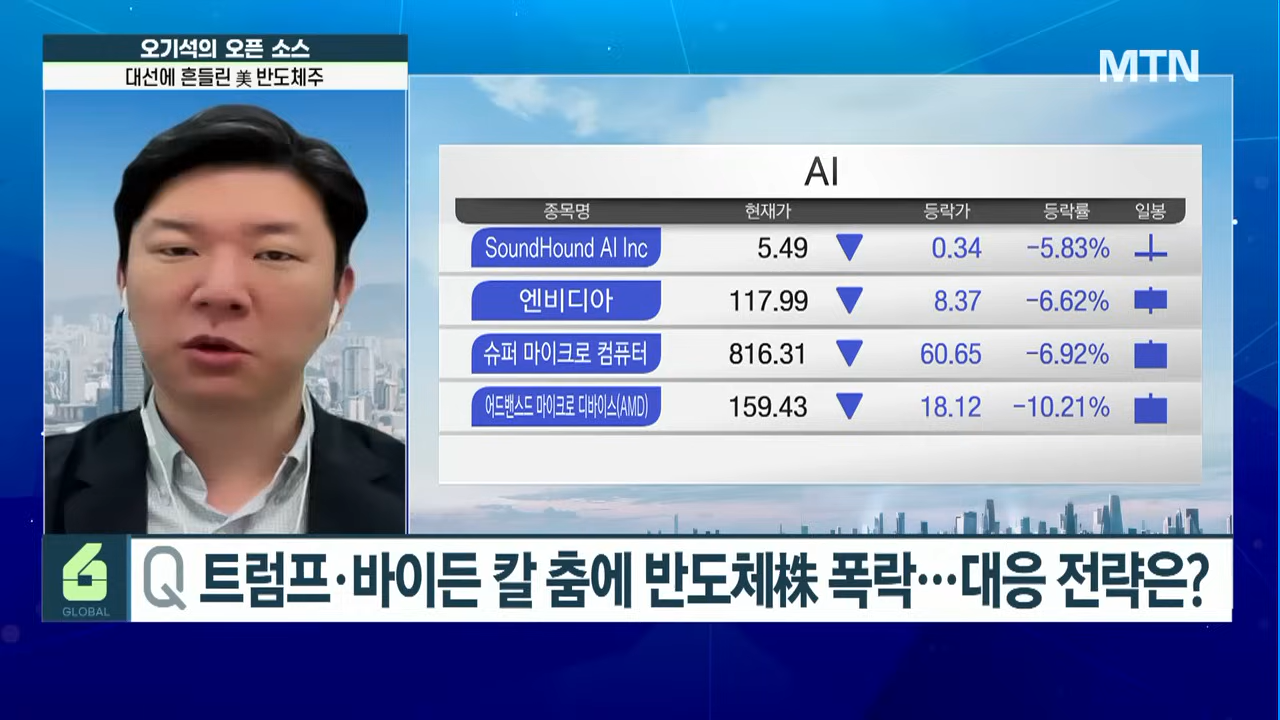 오기석의 오픈 소스
대선에 흔들린 美 반도체주
MTN
AI
종목명 현재가 등락가 등락률 일봉
SoundHound AI Inc 5.49 ▼ 0.34 -5.83%
엔비디아 117.99 ▼ 8.37 -6.62%
슈퍼 마이크로 컴퓨터 816.31 ▼ 60.65 -6.92%
어드밴스드 마이크로 디바이스(AMD) 159.43 ▼ 18.12 -10.21%
6 GLOBAL
Q 트럼프·바이든 칼 춤에 반도체株 폭락…대응 전략은?